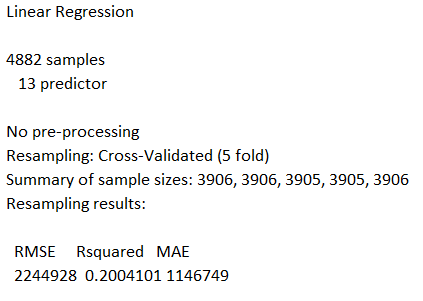 Linear Regression
4882 samples
13 predictor
No pre-processing
Resampling: Cross-Validated (5 fold)
Summary of sample sizes: 3906, 3906, 3905, 3905, 3906
Resampling results:
RMSE Rsquared MAE
2244928 0.2004101 1146749